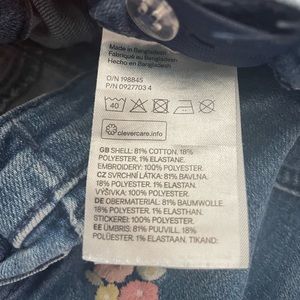 Made in Bangladesh
Fabriqué au Bangladesh
Hecho en Bangladesh
O/N 198845
P/N 0927703 4
40
clevercare.info
GB SHELL: 81% COTTON, 18%
POLYESTER, 1% ELASTANE.
EMBROIDERY: 100% POLYESTER
CZ SVRCHNÍ LÁTKA: 81% BAVLNA,
18% POLYESTER, 1% ELASTAN.
VÝŠIVKA: 100% POLYESTER
DE OBERMATERIAL: 81% BAUMWOLLE,
18% POLYESTER, 1% ELASTHAN.
STICKEREI: 100% POLYESTER
EE ÜMBRIS: 81% PUUVILL, 18%
POLÜESTER, 1% ELASTAAN. TIKAND: